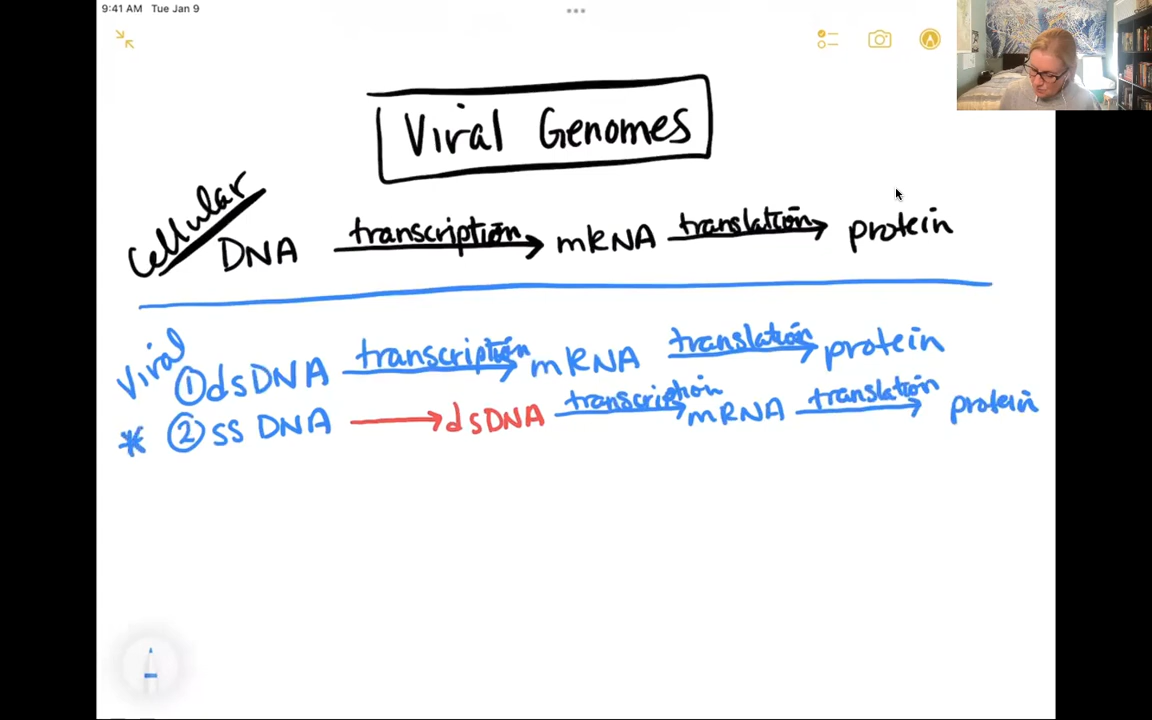 9:41 AM Tue Jan 9
Viral Genomes
Cellular
DNA transcription mRNA translation protein
Viral
① dsDNA transcription mRNA translation protein
* ② ss DNA dsDNA transcription mRNA translation protein